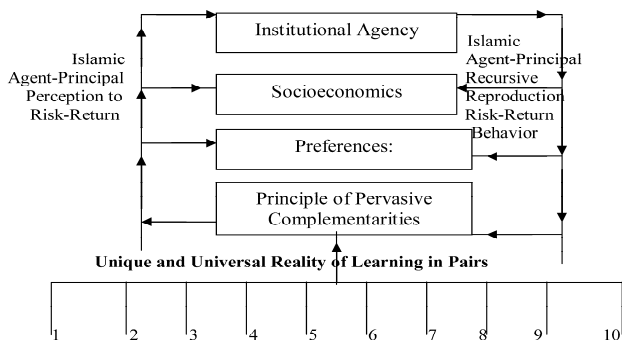 Institutional Agency
Islamic
Agent-Principal
Perception to
Risk-Return
Islamic
Agent-Principal
Recursive
Reproduction
Risk-Return
Behavior
Socioeconomics
Preferences:
Principle of Pervasive
Complementarities
Unique and Universal Reality of Learning in Pairs
1 2 3 4 5 6 7 8 9 10